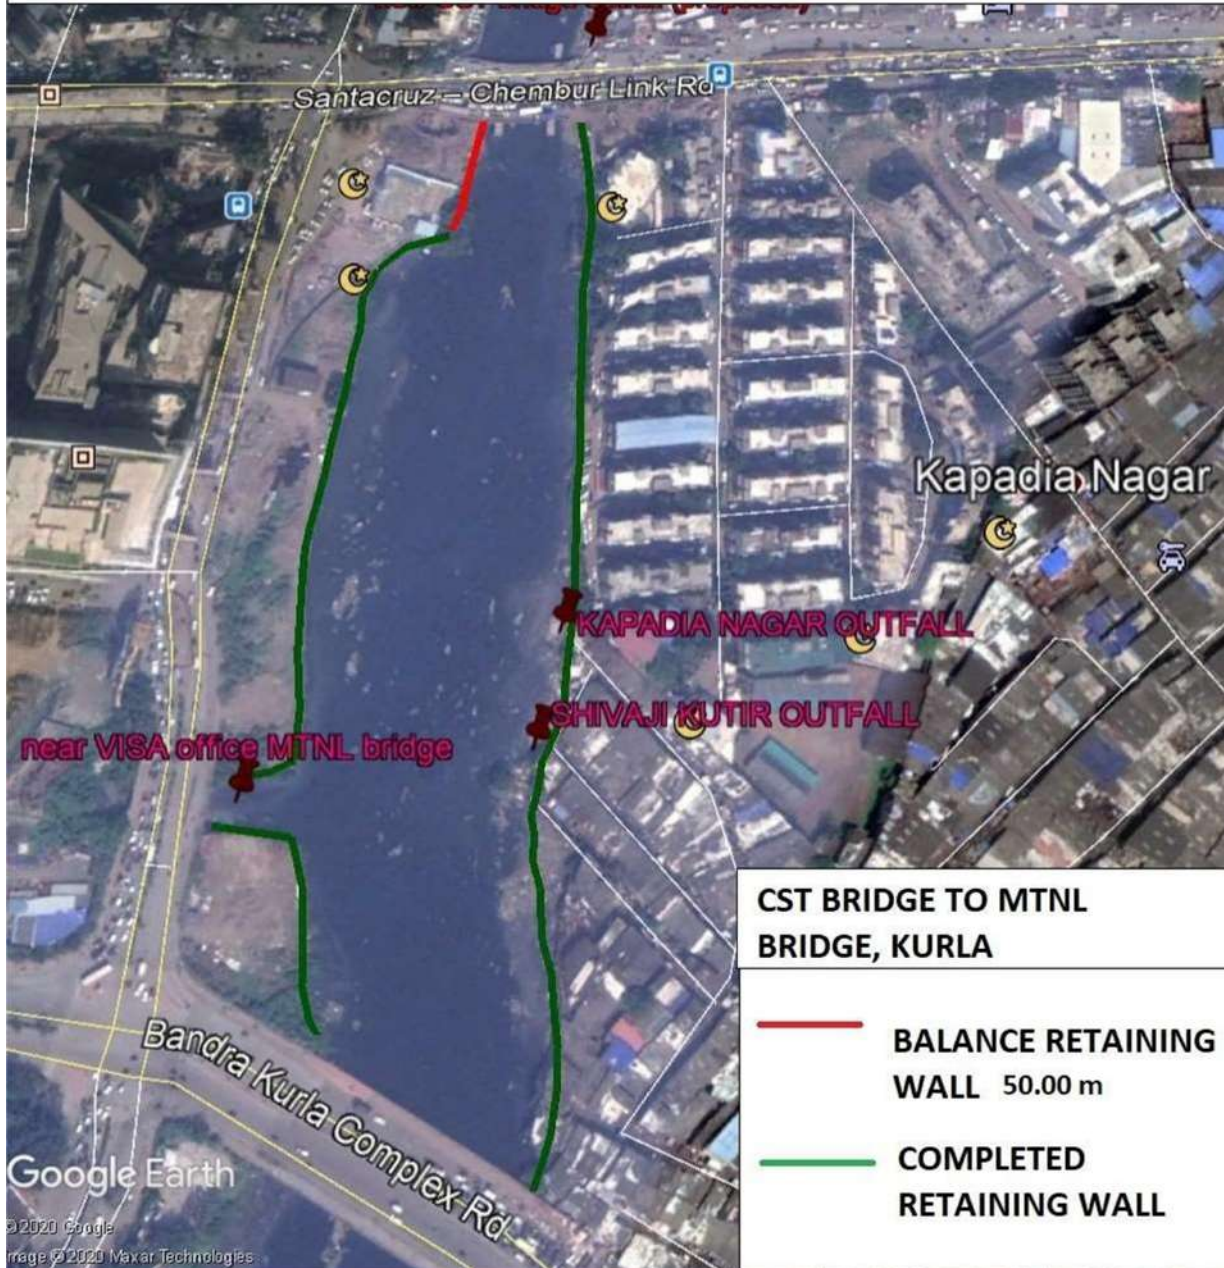 Santacruz – Chembur Link Rd
Kapadia Nagar
KAPADIA NAGAR OUTFALL
SHIVAJI KUTIR OUTFALL
near VISA office MTNL bridge
CST BRIDGE TO MTNL
BRIDGE, KURLA
BALANCE RETAINING
WALL 50.00 m
COMPLETED
RETAINING WALL
Bandra Kurla Complex Rd
Google Earth
©2020 Google
mage ©2020 Maxar Technologies